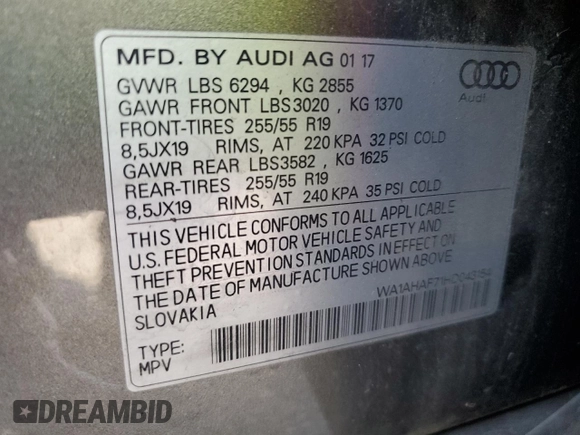 MFD. BY AUDI AG 01 17
GVWR LBS 6294 , KG 2855
GAWR FRONT LBS3020 , KG 1370
FRONT-TIRES 255/55 R19
8,5JX19 RIMS, AT 220 KPA 32 PSI COLD
GAWR REAR LBS3582 , KG 1625
REAR-TIRES 255/55 R19
8,5JX19 RIMS, AT 240 KPA 35 PSI COLD
Audi
THIS VEHICLE CONFORMS TO ALL APPLICABLE
U.S. FEDERAL MOTOR VEHICLE SAFETY AND
THEFT PREVENTION STANDARDS IN EFFECT ON
THE DATE OF MANUFACTURE SHOWN ABOVE
SLOVAKIA
TYPE:
MPV
DREAMBID